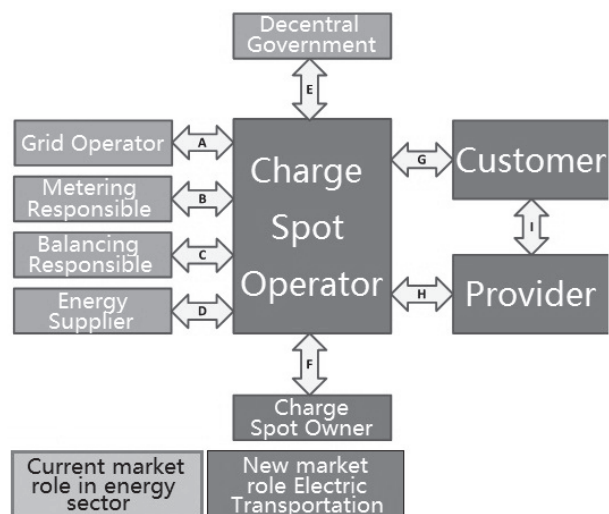 Decentral
Government
E
Grid Operator
A
Metering
Responsible
B
Balancing
Responsible
C
Energy
Supplier
D
Charge
Spot
Operator
G
Customer
I
H
Provider
F
Charge
Spot Owner
Current market
role in energy
sector
New market
role Electric
Transportation